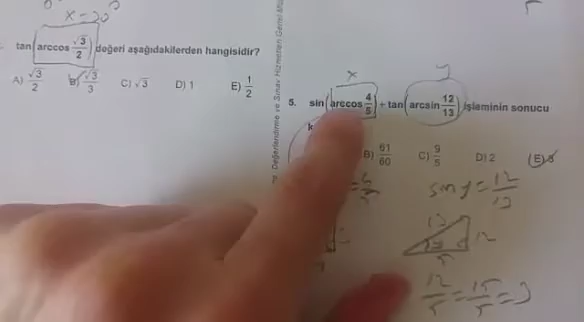 x = 30°
tan(arccos √3/2) değeri aşağıdakilerden hangisidir?
A) √3/2 B) √3/3 C) √3 D) 1 E) 1/2
Değerlendirme ve Sınav Hizmetleri Genel
x y
5. sin(arccos 4/5) + tan(arcsin 12/13) işleminin sonucu
k
B) 61/60 C) 9/5 D) 2 E) 3
sin y = 12/13
13 12
5
12/5 = 15/5 = 3